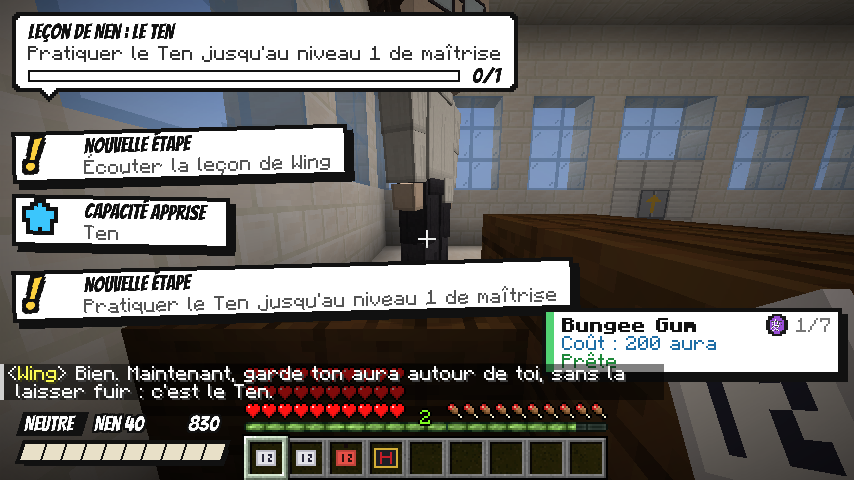 LEÇON DE NEN : LE TEN
Pratiquer le Ten jusqu'au niveau 1 de maîtrise
0/1
NOUVELLE ÉTAPE
Écouter la leçon de Wing
CAPACITÉ APPRISE
Ten
NOUVELLE ÉTAPE
Pratiquer le Ten jusqu'au niveau 1 de maîtrise
Bungee Gum
1/7
Coût : 200 aura
Prête
<Wing> Bien. Maintenant, garde ton aura autour de toi, sans la
laisser fuir : c'est le Ten.
NEUTRE NEN 40 830
2
12 12 12 H
12